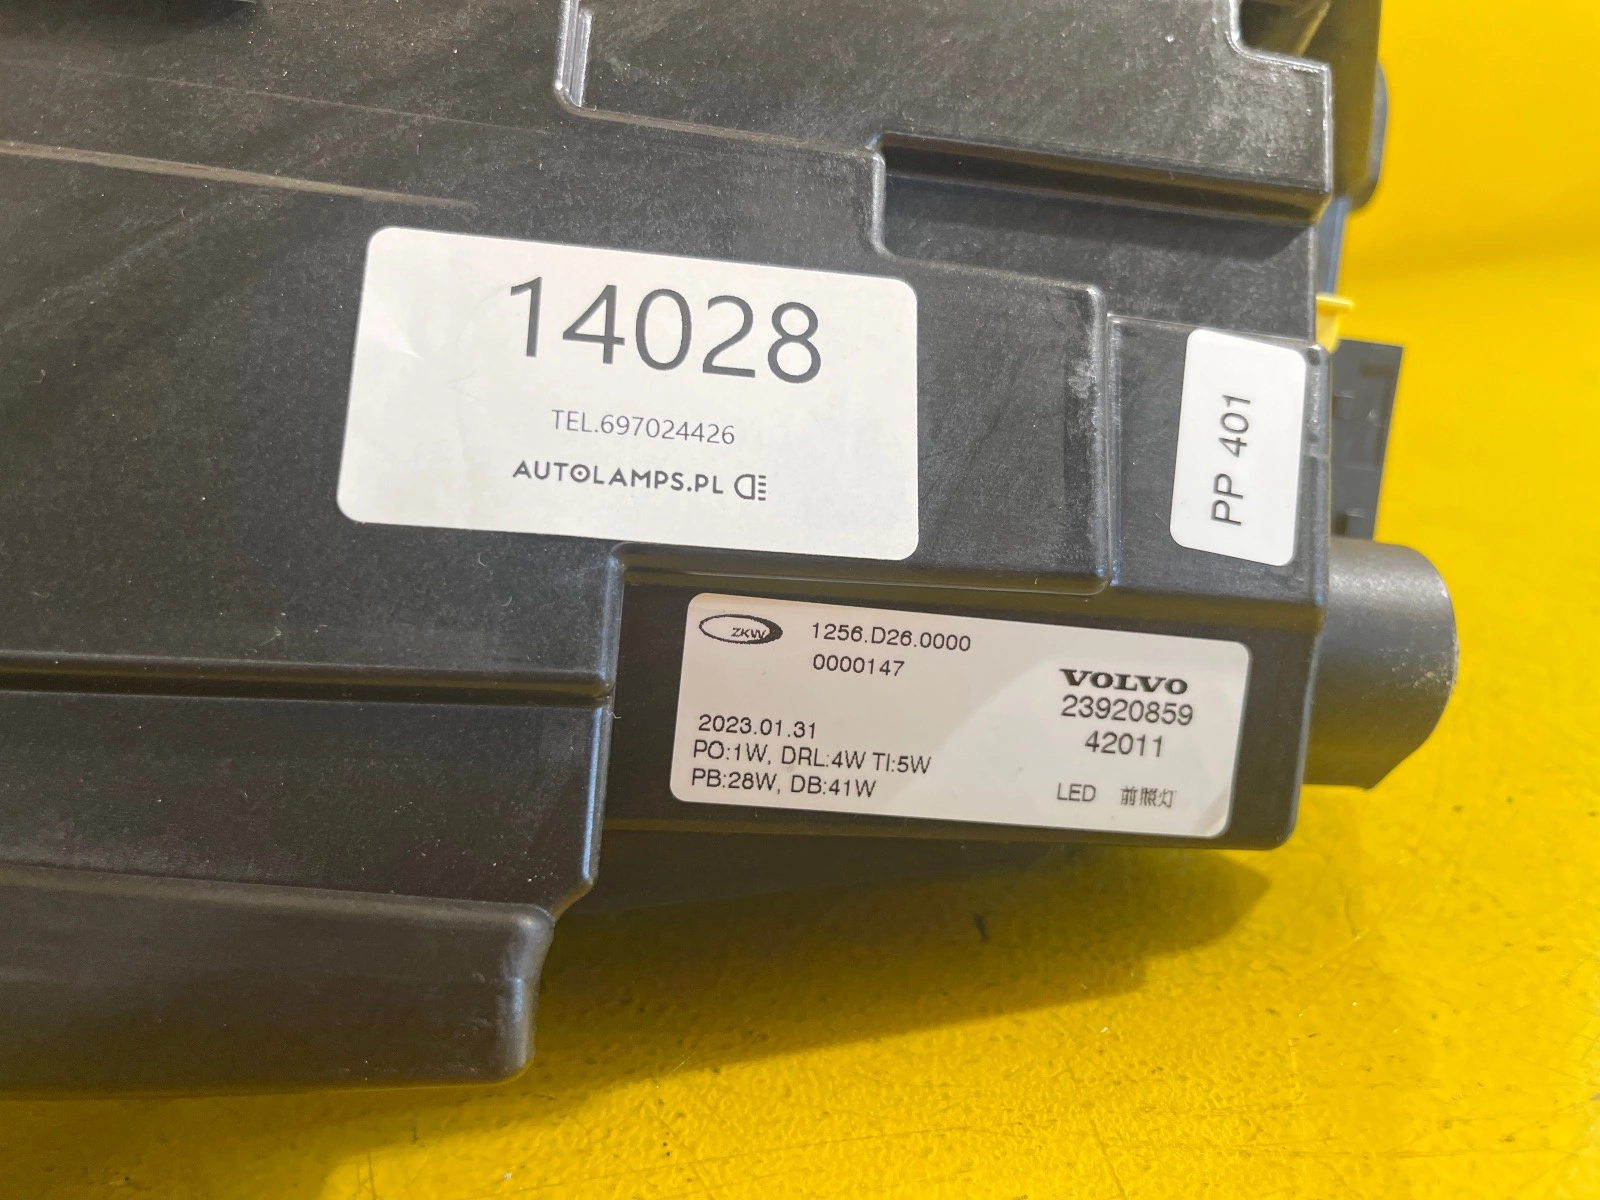 14028
TEL.697024426
AUTOLAMPS.PL
PP 401
ZKW
1256.D26.0000
0000147
VOLVO
23920859
42011
2023.01.31
PO:1W, DRL:4W TI:5W
PB:28W, DB:41W
LED 前照灯